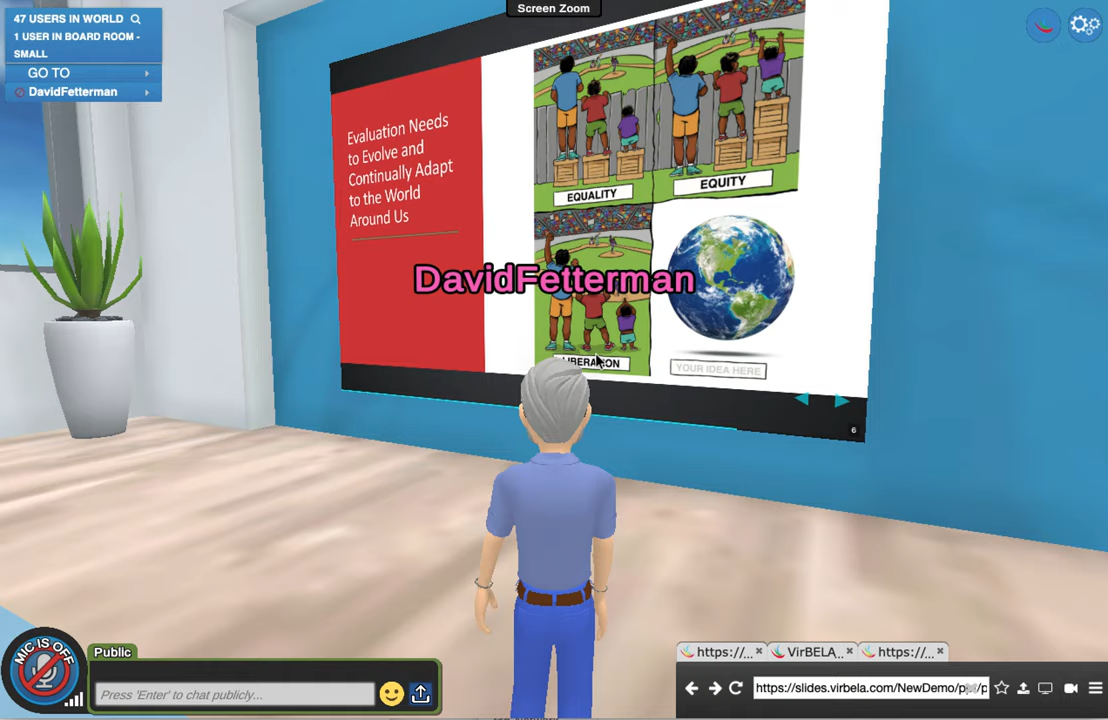 47 USERS IN WORLD
1 USER IN BOARD ROOM -
SMALL
GO TO
DavidFetterman
Screen Zoom
Evaluation Needs
to Evolve and
Continually Adapt
to the World
Around Us
EQUALITY
EQUITY
DavidFetterman
LIBERATION
YOUR IDEA HERE
6
MIC IS OFF
Public
Press 'Enter' to chat publicly...
https://...
VirBELA...
https://...
https://slides.virbela.com/NewDemo/